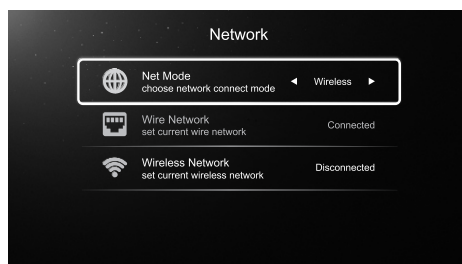 Network
Net Mode
choose network connect mode
Wireless
Wire Network
set current wire network
Connected
Wireless Network
set current wireless network
Disconnected